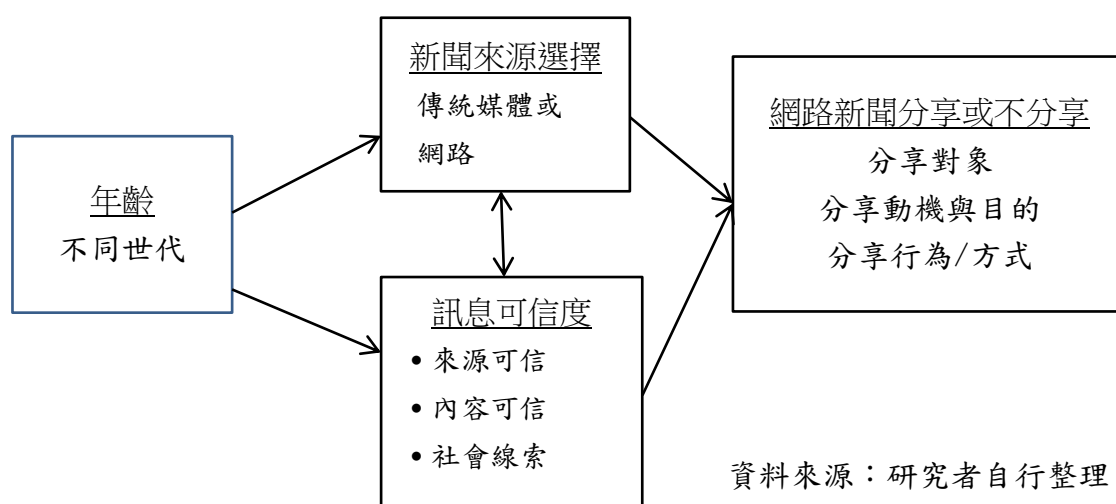 年齡
不同世代
新聞來源選擇
傳統媒體或
網路
訊息可信度
• 來源可信
• 內容可信
• 社會線索
網路新聞分享或不分享
分享對象
分享動機與目的
分享行為/方式
資料來源：研究者自行整理